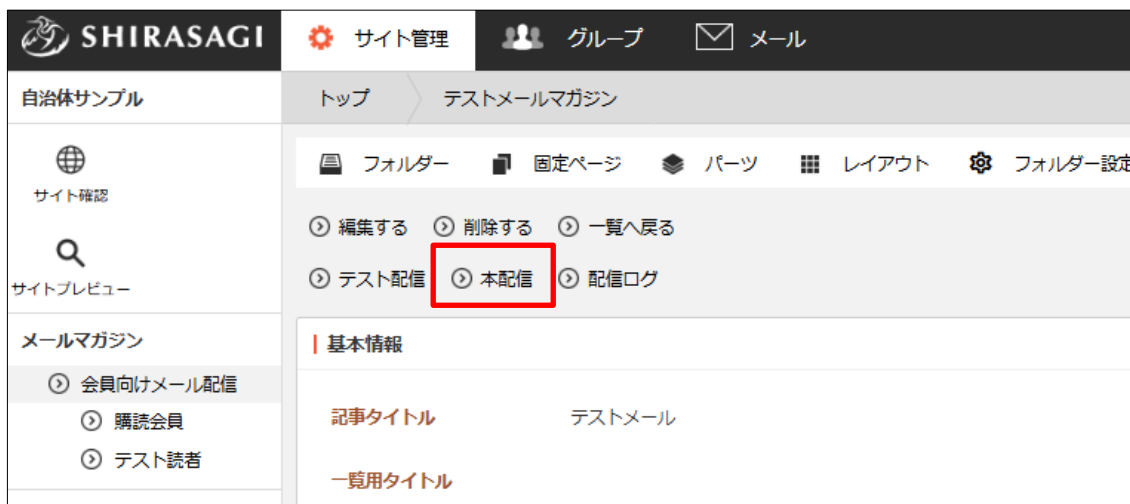 SHIRASAGI サイト管理 グループ メール
自治体サンプル
トップ テストメールマガジン
サイト確認
サイトプレビュー
メールマガジン
会員向けメール配信
購読会員
テスト読者
フォルダー 固定ページ パーツ レイアウト フォルダー設定
編集する 削除する 一覧へ戻る
テスト配信 本配信 配信ログ
基本情報
記事タイトル テストメール
一覧用タイトル